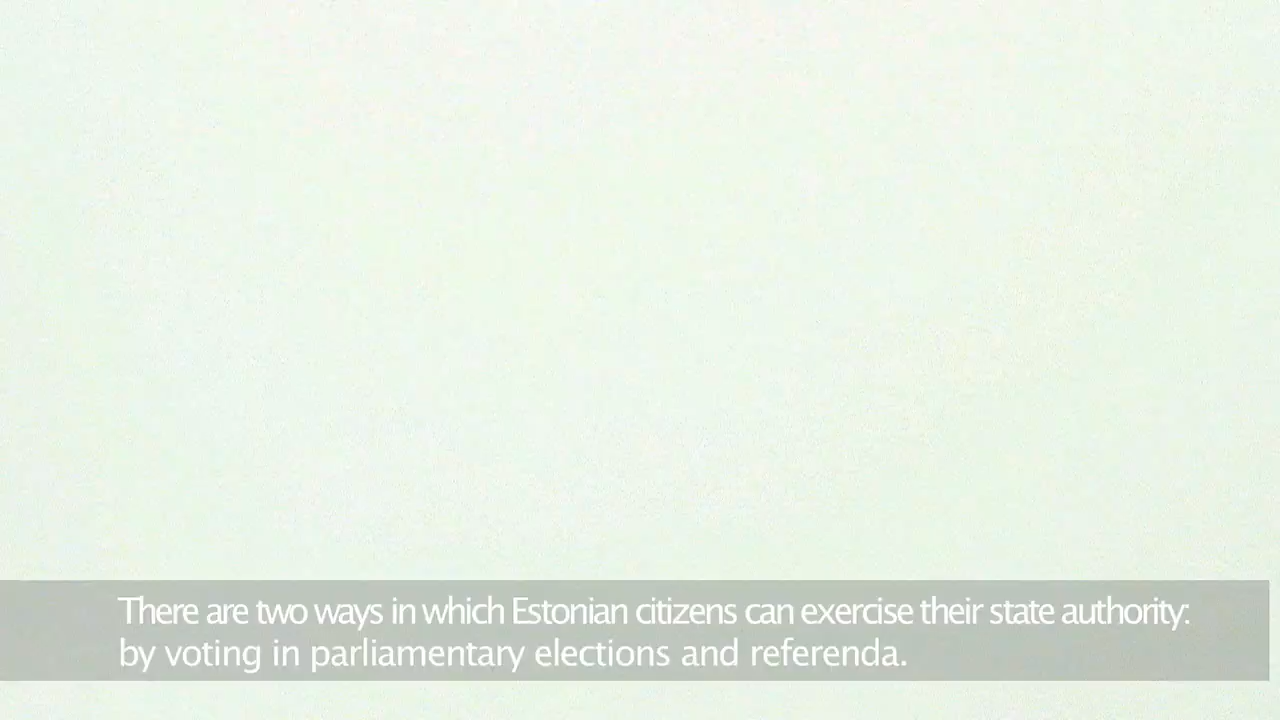 There are two ways in which Estonian citizens can exercise their state authority:
by voting in parliamentary elections and referenda.